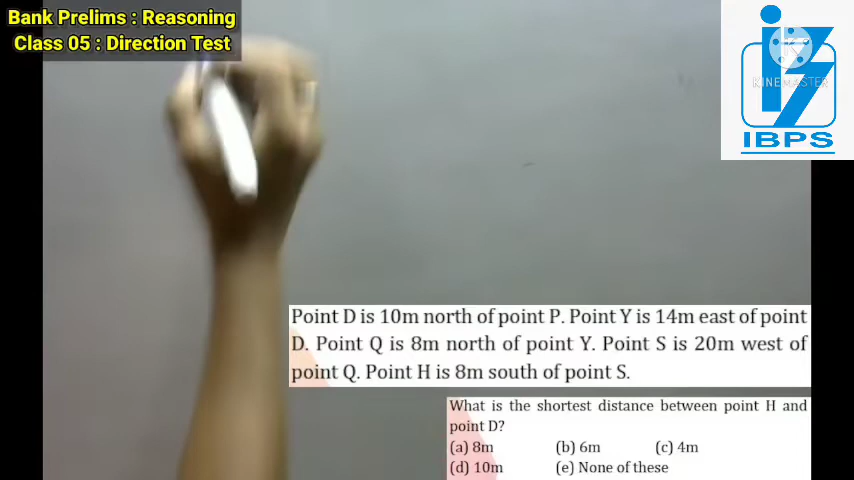 Bank Prelims : Reasoning
Class 05 : Direction Test
KINEMASTER
IBPS
Point D is 10m north of point P. Point Y is 14m east of point
D. Point Q is 8m north of point Y. Point S is 20m west of
point Q. Point H is 8m south of point S.
What is the shortest distance between point H and
point D?
(a) 8m (b) 6m (c) 4m
(d) 10m (e) None of these